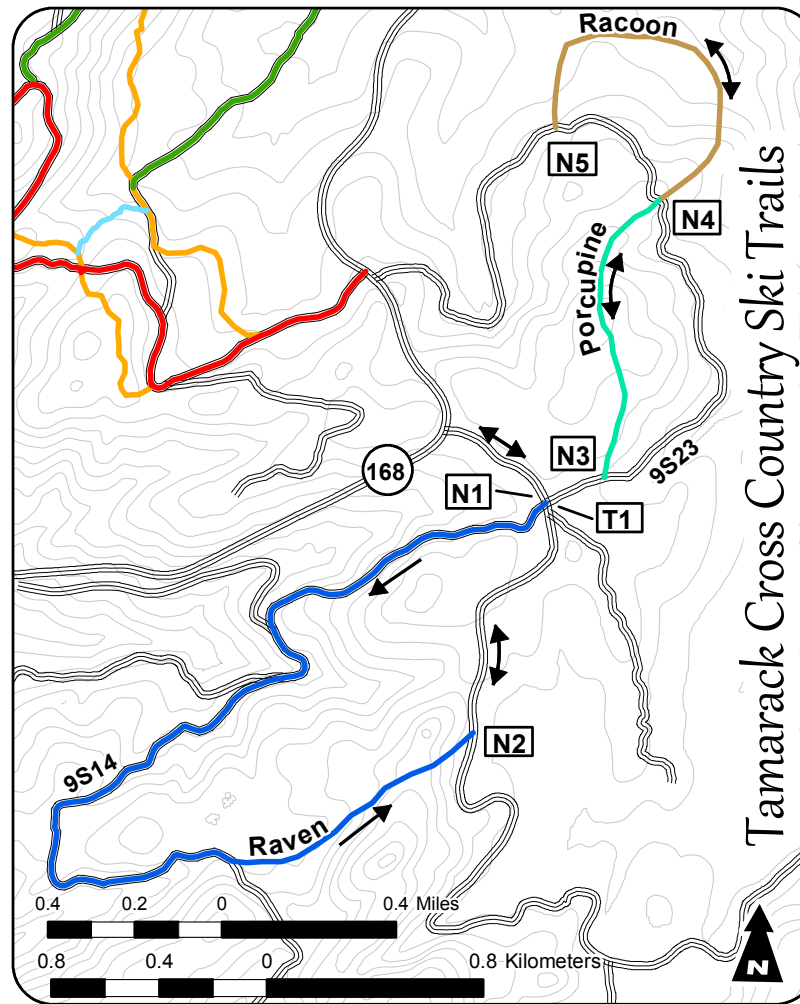 Racoon
N5
N4
Porcupine
Tamarack Cross Country Ski Trails
N3
9S23
168
N1
T1
N2
9S14
Raven
0.4 0.2 0 0.4 Miles
0.8 0.4 0 0.8 Kilometers
N